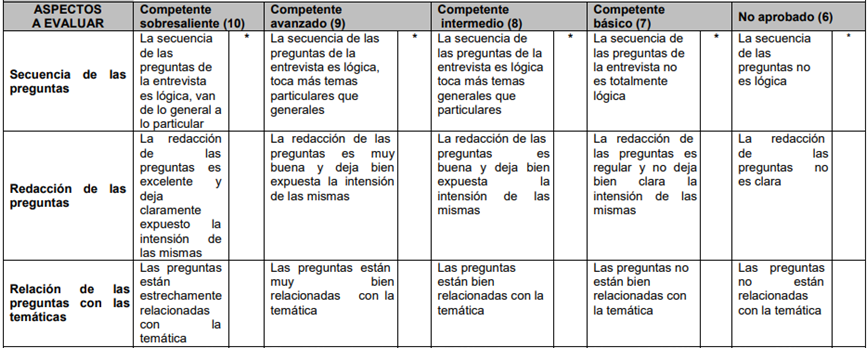 ASPECTOS
A EVALUAR
Competente
sobresaliente (10)
Competente
avanzado (9)
Competente
intermedio (8)
Competente
básico (7)
No aprobado (6)
Secuencia de las
preguntas
La secuencia
de las
preguntas de
la entrevista
es lógica, van
de lo general a
lo particular
*
La secuencia de las
preguntas de la
entrevista es lógica,
toca más temas
particulares que
generales
*
La secuencia de
las preguntas de la
entrevista es lógica
toca más temas
generales que
particulares
*
La secuencia de
las preguntas de
la entrevista no
es totalmente
lógica
*
La secuencia
de las
preguntas no
es lógica
*
Redacción de las
preguntas
La redacción
de las
preguntas es
excelente y
deja
claramente
expuesto la
intensión de
las mismas
La redacción de las
preguntas es muy
buena y deja bien
expuesta la intensión
de las mismas
La redacción de las
preguntas es
buena y deja bien
expuesta la
intensión de las
mismas
La redacción de
las preguntas es
regular y no deja
bien clara la
intensión de las
mismas
La redacción
de las
preguntas no
es clara
Relación de las
preguntas con las
temáticas
Las preguntas
están
estrechamente
relacionadas
con la
temática
Las preguntas están
muy bien
relacionadas con la
temática
Las preguntas
están bien
relacionadas con la
temática
Las preguntas no
están bien
relacionadas con
la temática
Las preguntas
no están
relacionadas
con la
temática